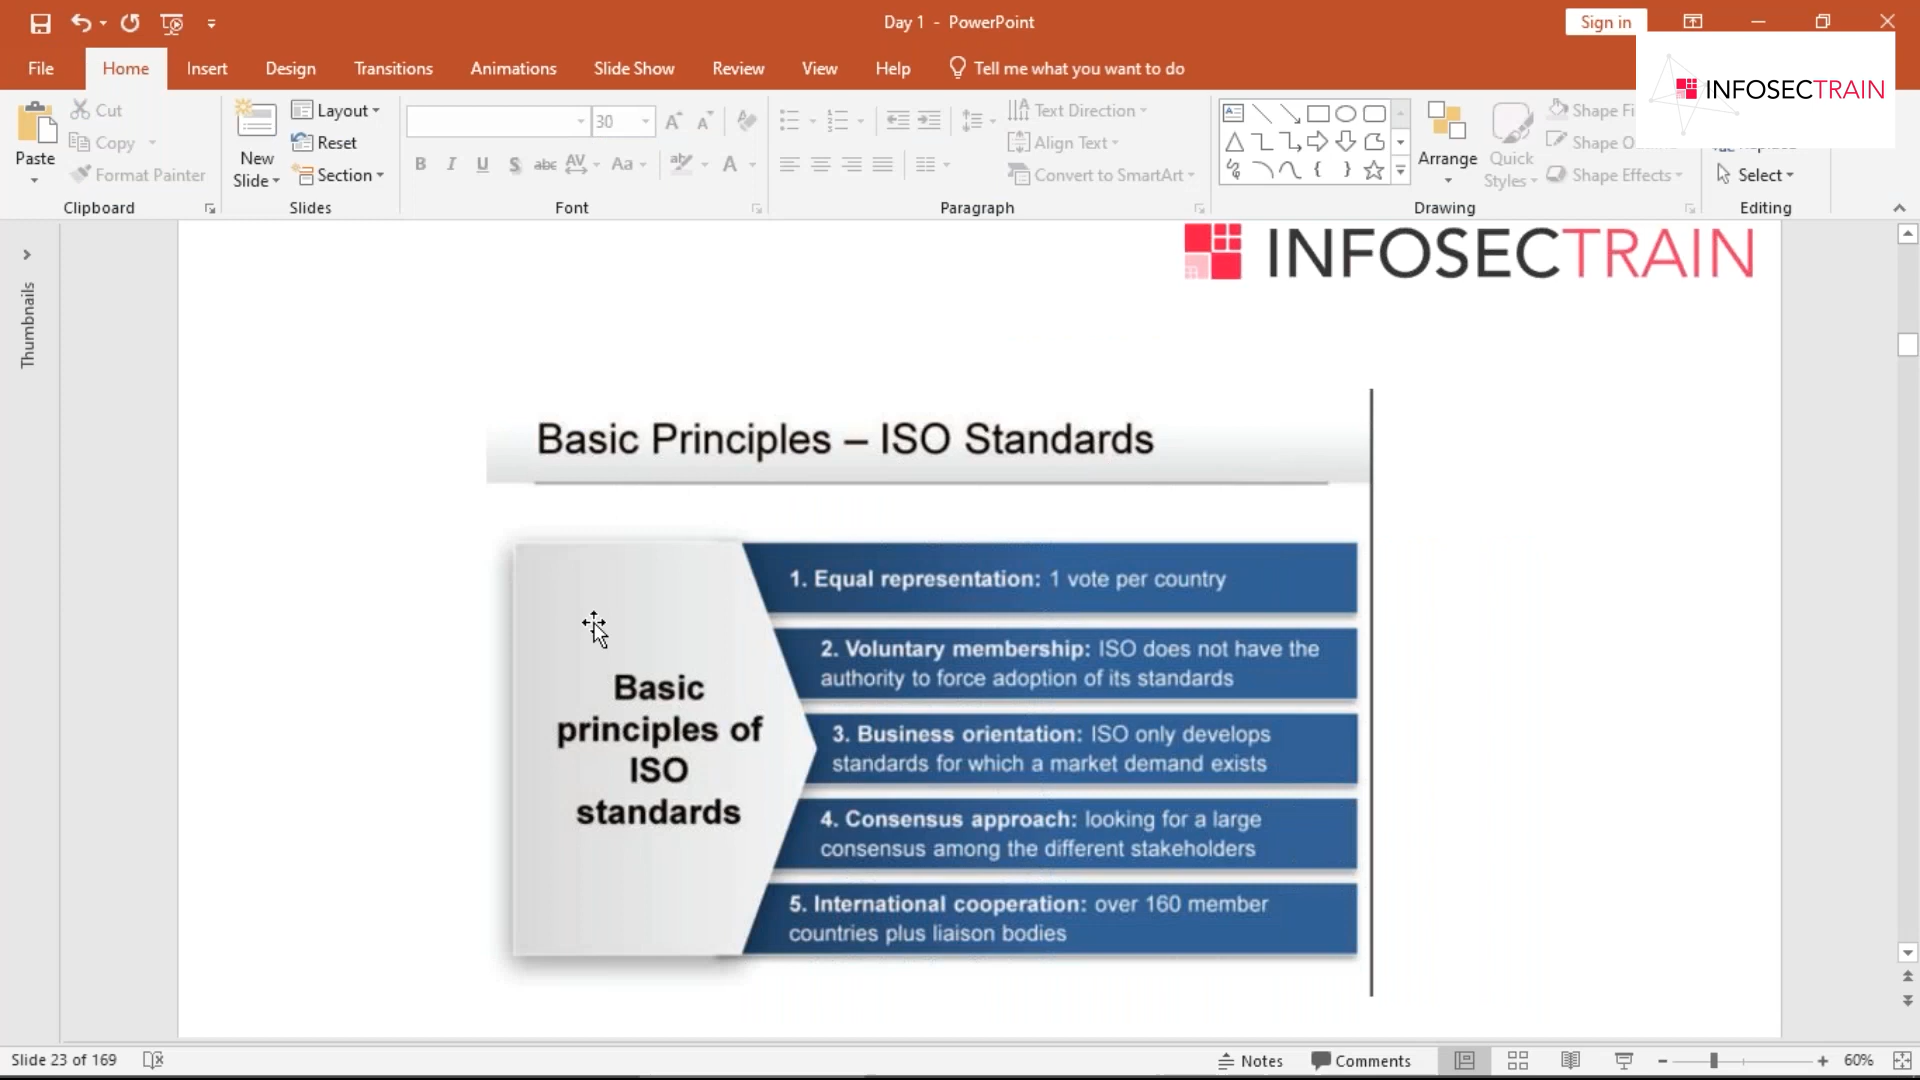 Day 1 - PowerPoint
Sign in
File Home Insert Design Transitions Animations Slide Show Review View Help Tell me what you want to do
INFOSECTRAIN
Paste
Cut
Copy
Format Painter
Clipboard
New
Slide
Layout
Reset
Section
Slides
30
B I U S abc AV Aa A
Font
Text Direction
Align Text
Convert to SmartArt
Paragraph
Arrange
Quick
Styles
Shape Effects
Drawing
Select
Editing
Thumbnails
INFOSECTRAIN
Basic Principles – ISO Standards
Basic
principles of
ISO
standards
1. Equal representation: 1 vote per country
2. Voluntary membership: ISO does not have the
authority to force adoption of its standards
3. Business orientation: ISO only develops
standards for which a market demand exists
4. Consensus approach: looking for a large
consensus among the different stakeholders
5. International cooperation: over 160 member
countries plus liaison bodies
Slide 23 of 169
Notes
Comments
60%